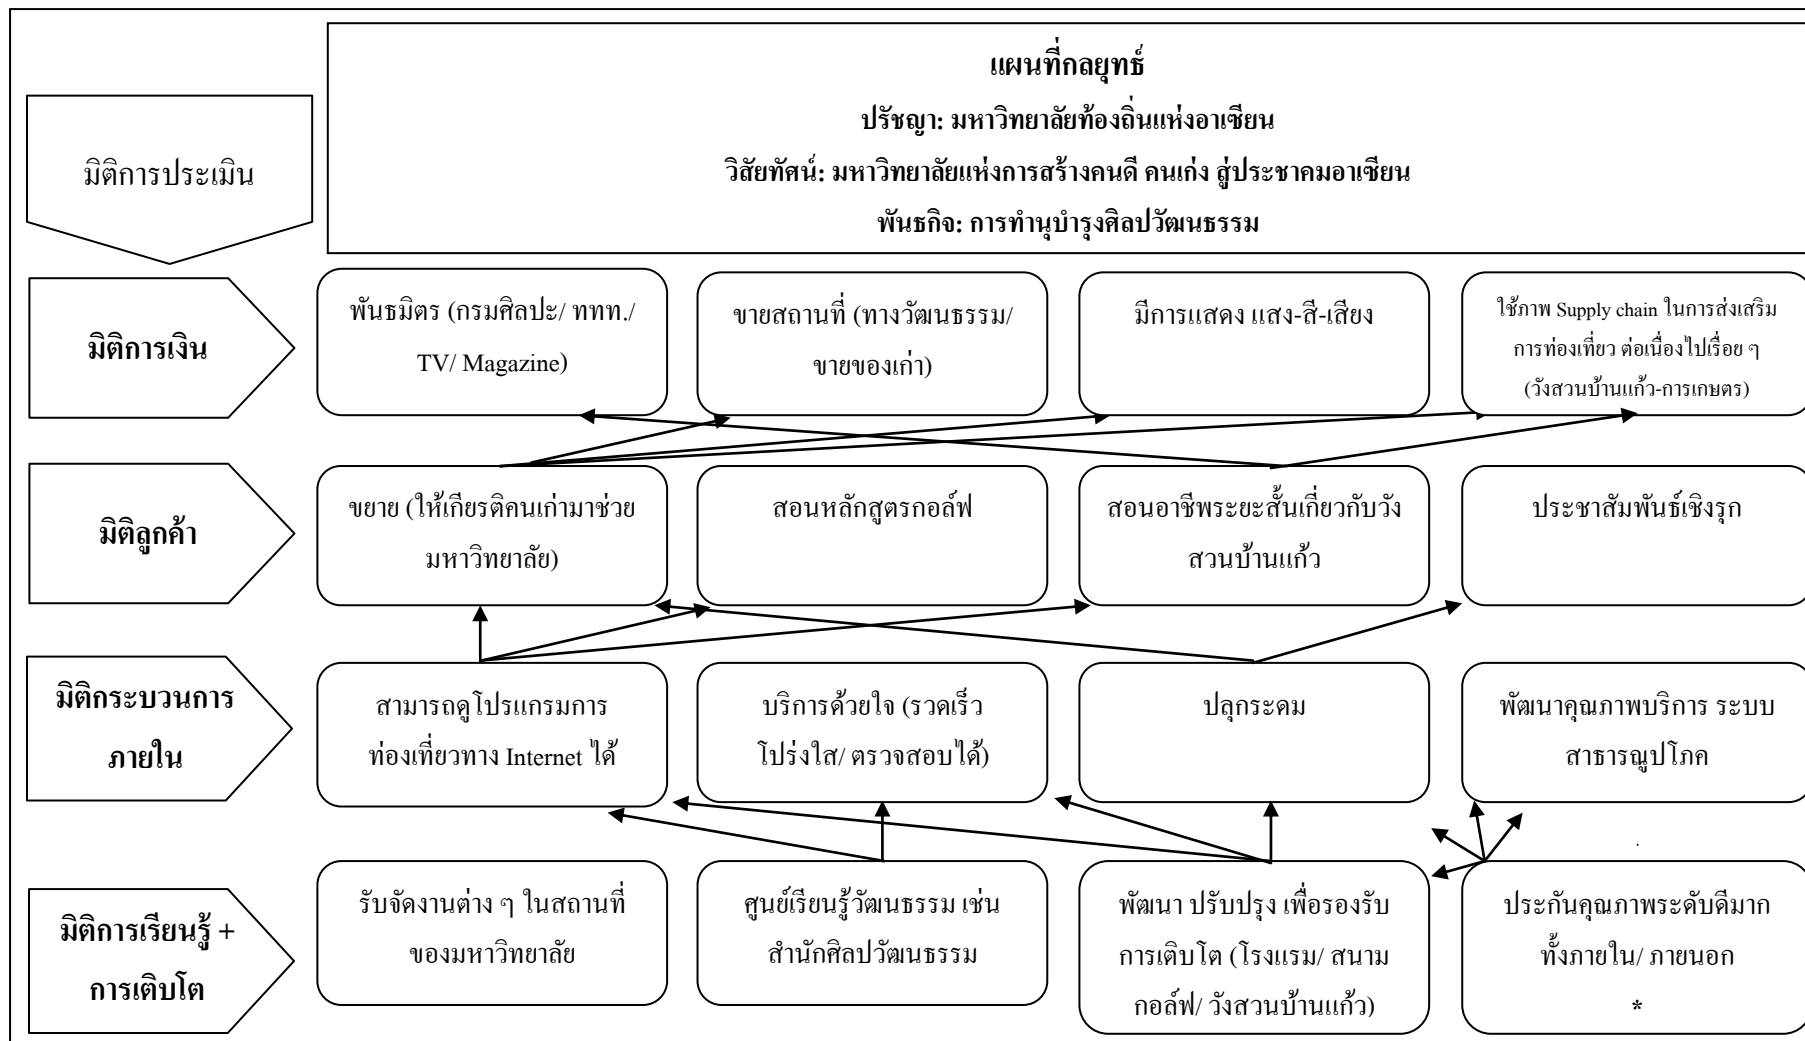 แผนที่กลยุทธ์
ปรัชญา: มหาวิทยาลัยท้องถิ่นแห่งอาเซียน
วิสัยทัศน์: มหาวิทยาลัยแห่งการสร้างคนดี คนเก่ง สู่ประชาคมอาเซียน
พันธกิจ: การทำนุบำรุงศิลปวัฒนธรรม
มิติการประเมิน
มิติการเงิน
พันธมิตร (กรมศิลปะ/ ททท./
TV/ Magazine)
ขายสถานที่ (ทางวัฒนธรรม/
ขายของเก่า)
มีการแสดง แสง-สี-เสียง
ใช้ภาพ Supply chain ในการส่งเสริม
การท่องเที่ยว ต่อเนื่องไปเรื่อย ๆ
(วังสวนบ้านแก้ว-การเกษตร)
มิติลูกค้า
ขยาย (ให้เกียรติคนเก่ามาช่วย
มหาวิทยาลัย)
สอนหลักสูตรกอล์ฟ
สอนอาชีพระยะสั้นเกี่ยวกับวัง
สวนบ้านแก้ว
ประชาสัมพันธ์เชิงรุก
มิติกระบวนการ
ภายใน
สามารถดูโปรแกรมการ
ท่องเที่ยวทาง Internet ได้
บริการด้วยใจ (รวดเร็ว
โปร่งใส/ ตรวจสอบได้)
ปลุกระดม
พัฒนาคุณภาพบริการ ระบบ
สาธารณูปโภค
มิติการเรียนรู้ +
การเติบโต
รับจัดงานต่าง ๆ ในสถานที่
ของมหาวิทยาลัย
ศูนย์เรียนรู้วัฒนธรรม เช่น
สำนักศิลปวัฒนธรรม
พัฒนา ปรับปรุง เพื่อรองรับ
การเติบโต (โรงแรม/ สนาม
กอล์ฟ/ วังสวนบ้านแก้ว)
ประกันคุณภาพระดับดีมาก
ทั้งภายใน/ ภายนอก
*